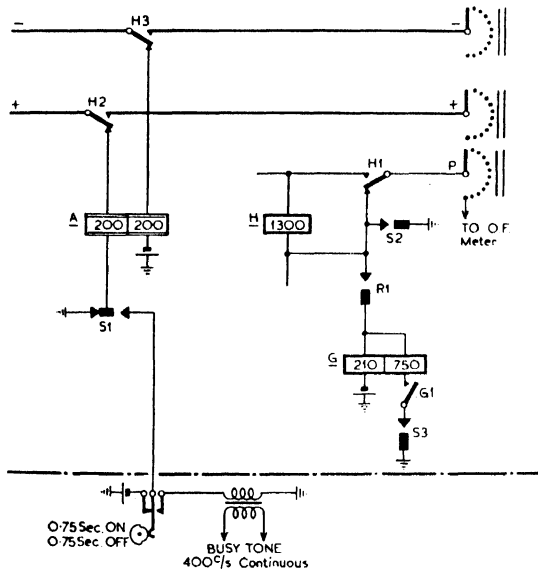 H3
− −
H2
+ +
H1 P
A 200 200
H 1300
S2
TO O.F.
Meter
S1
R1
G 210 750
G1
S3
0·75 Sec. ON
0·75 Sec. OFF
BUSY TONE
400 c/s Continuous